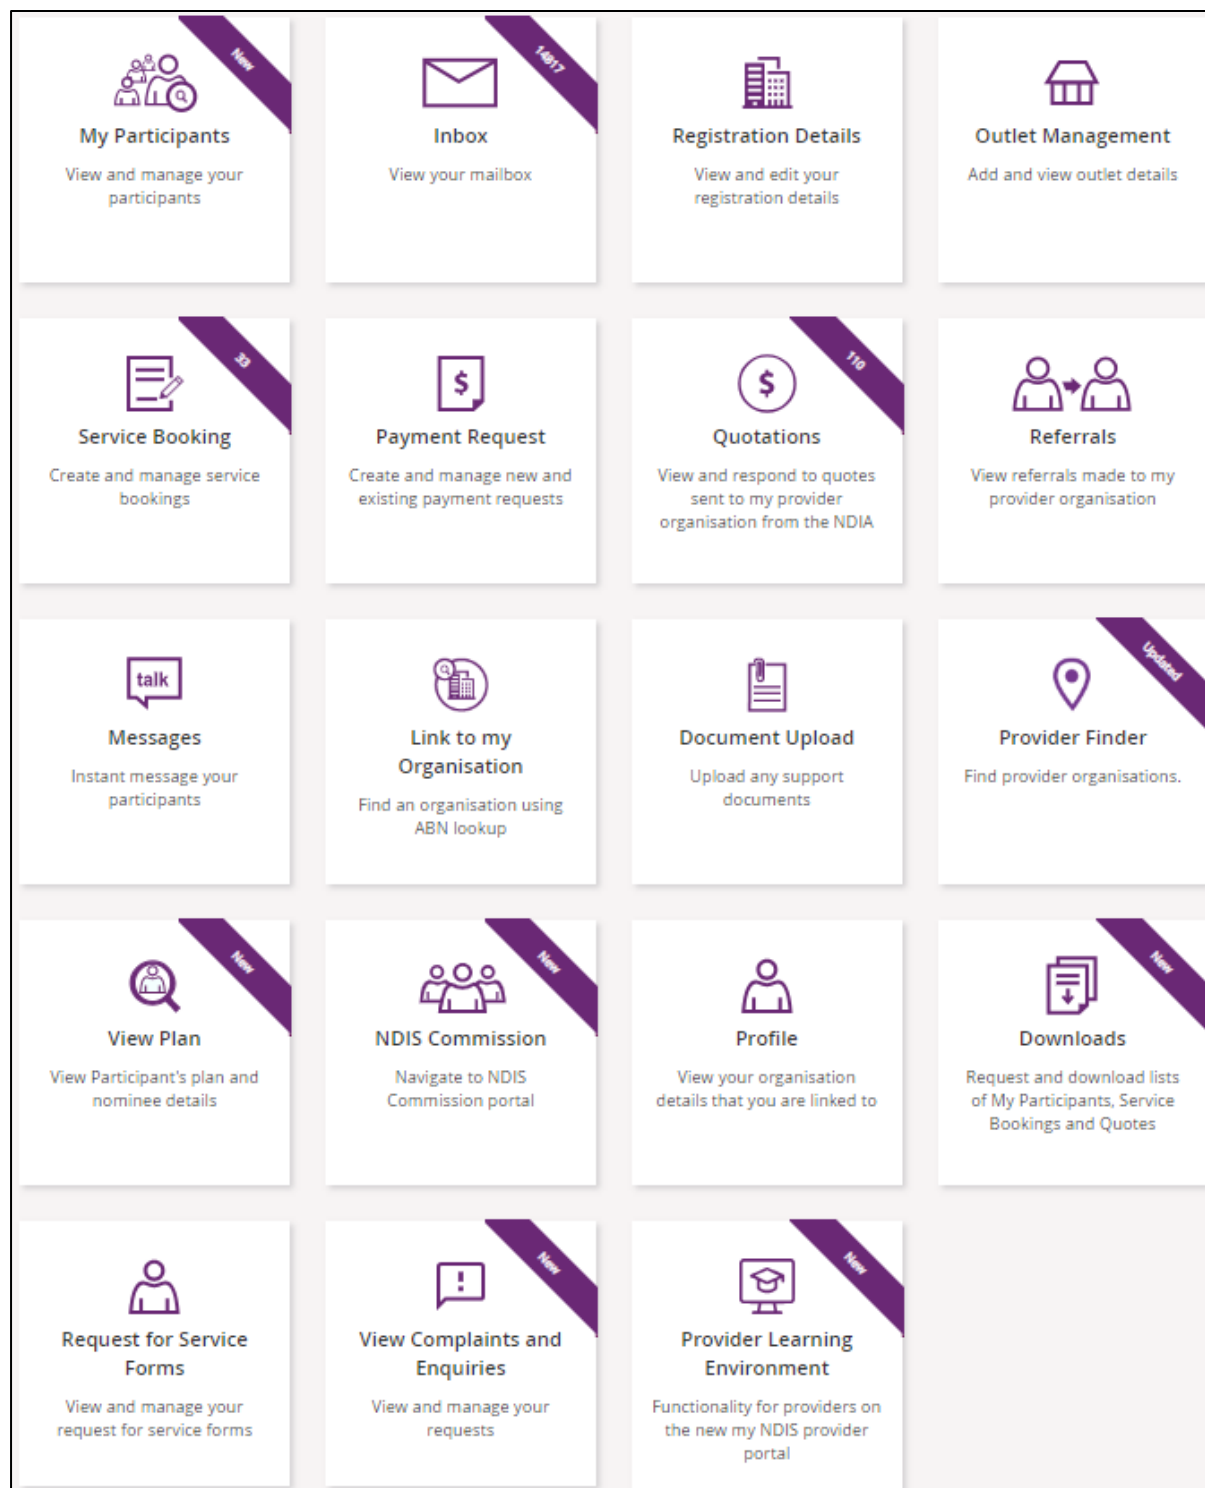 New
My Participants
View and manage your
participants
14817
Inbox
View your mailbox
Registration Details
View and edit your
registration details
Outlet Management
Add and view outlet details
33
Service Booking
Create and manage service
bookings
$
Payment Request
Create and manage new and
existing payment requests
110
$
Quotations
View and respond to quotes
sent to my provider
organisation from the NDIA
Referrals
View referrals made to my
provider organisation
talk
Messages
Instant message your
participants
Link to my
Organisation
Find an organisation using
ABN lookup
Document Upload
Upload any support
documents
Updated
Provider Finder
Find provider organisations.
New
View Plan
View Participant's plan and
nominee details
New
NDIS Commission
Navigate to NDIS
Commission portal
Profile
View your organisation
details that you are linked to
New
Downloads
Request and download lists
of My Participants, Service
Bookings and Quotes
Request for Service
Forms
View and manage your
request for service forms
New
!
View Complaints and
Enquiries
View and manage your
requests
New
Provider Learning
Environment
Functionality for providers on
the new my NDIS provider
portal